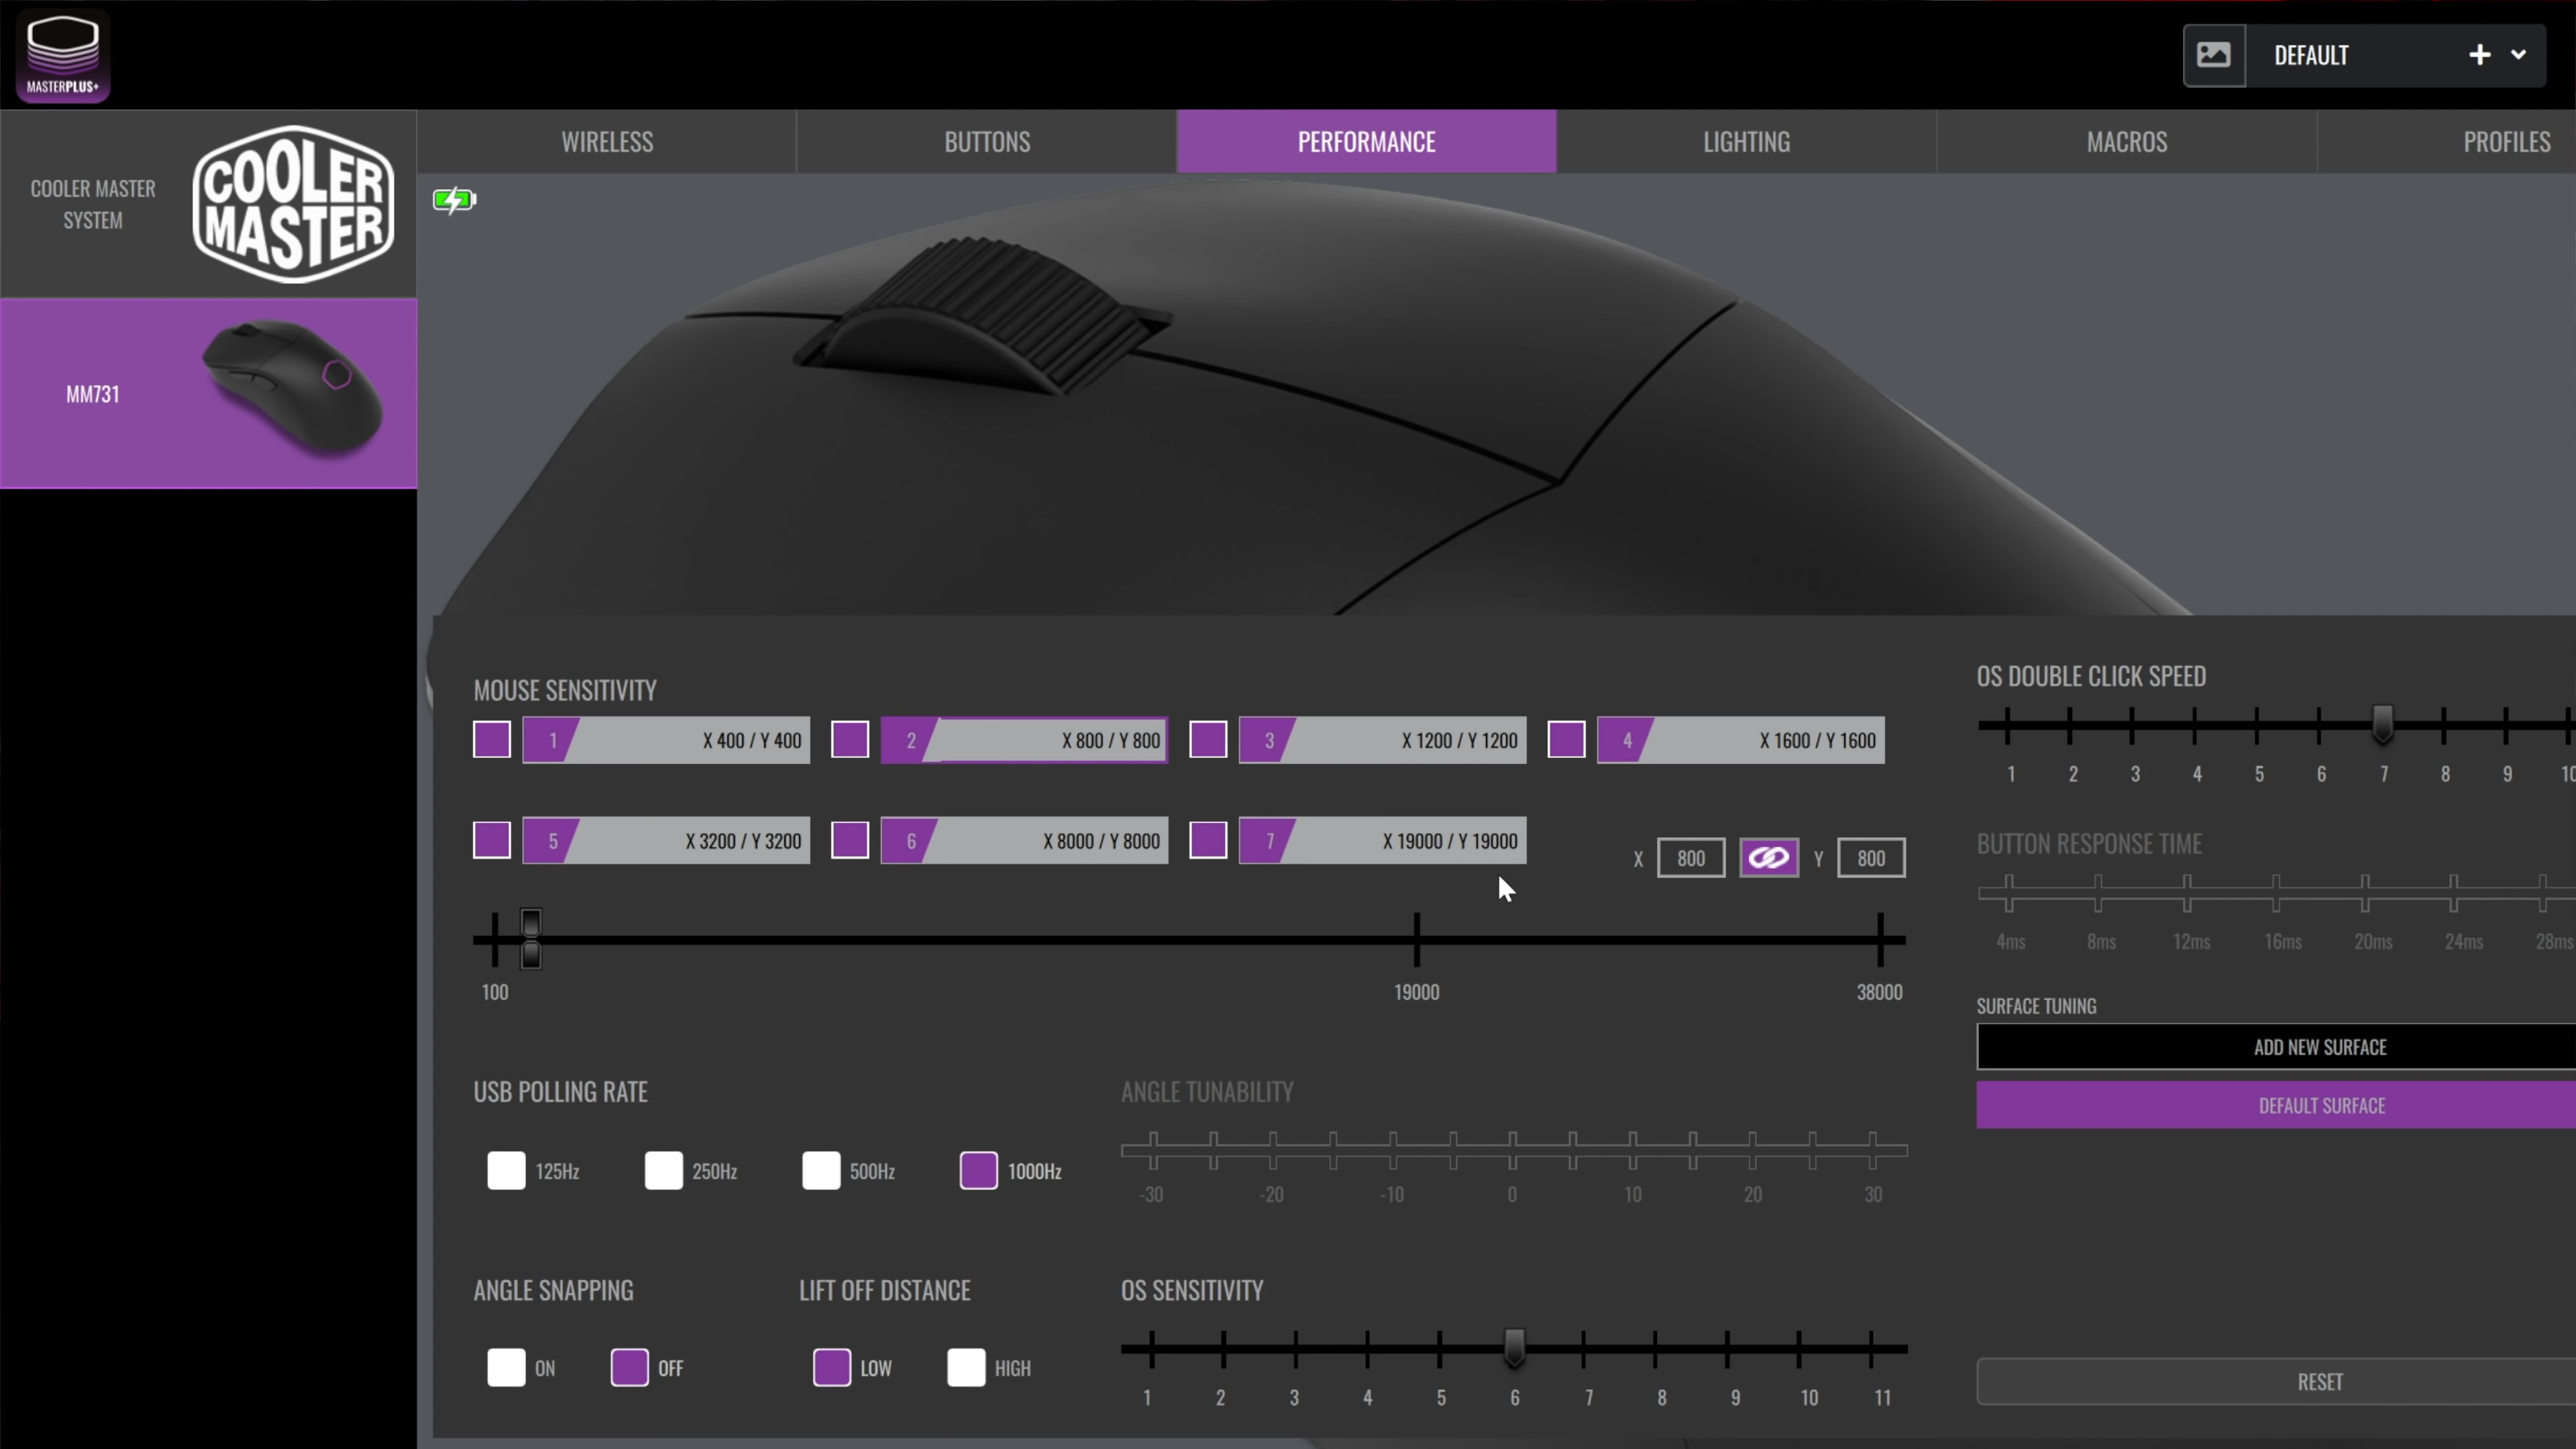 MASTERPLUS+
DEFAULT
COOLER MASTER
SYSTEM
COOLER
MASTER
WIRELESS
BUTTONS
PERFORMANCE
LIGHTING
MACROS
PROFILES
MM731
MOUSE SENSITIVITY
1 X 400 / Y 400
2 X 800 / Y 800
3 X 1200 / Y 1200
4 X 1600 / Y 1600
5 X 3200 / Y 3200
6 X 8000 / Y 8000
7 X 19000 / Y 19000
X 800 Y 800
100 19000 38000
USB POLLING RATE
125Hz 250Hz 500Hz 1000Hz
ANGLE TUNABILITY
-30 -20 -10 0 10 20 30
ANGLE SNAPPING
ON OFF
LIFT OFF DISTANCE
LOW HIGH
OS SENSITIVITY
1 2 3 4 5 6 7 8 9 10 11
OS DOUBLE CLICK SPEED
1 2 3 4 5 6 7 8 9 10
BUTTON RESPONSE TIME
4ms 8ms 12ms 16ms 20ms 24ms 28ms
SURFACE TUNING
ADD NEW SURFACE
DEFAULT SURFACE
RESET